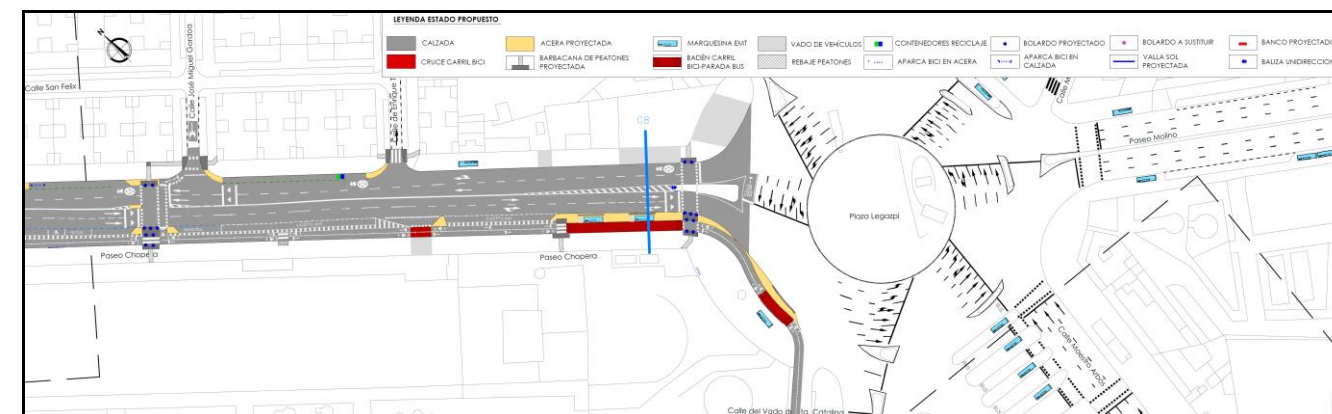 LEYENDA ESTADO PROPUESTO
CALZADA
ACERA PROYECTADA
MARQUESINA EMT
VADO DE VEHÍCULOS
CONTENEDORES RECICLAJE
BOLARDO PROYECTADO
BOLARDO A SUSTITUIR
BANCO PROYECTADO
CRUCE CARRIL BICI
BARBACANA DE PEATONES
PROYECTADA
BADÉN CARRIL
BICI-PARADA BUS
REBAJE PEATONES
APARCA BICI EN ACERA
APARCA BICI EN
CALZADA
VALLA SOL
PROYECTADA
BALIZA UNIDIRECCION
N
Calle San Felix
Calle José Miguel Gordoa
Calle de Enrique T
C8
Calle M
Paseo Molino
Plaza Legazpi
Paseo Chopera
Paseo Chopera
Calle Maestro Arbós
Calle del Vado de Sta. Catalina